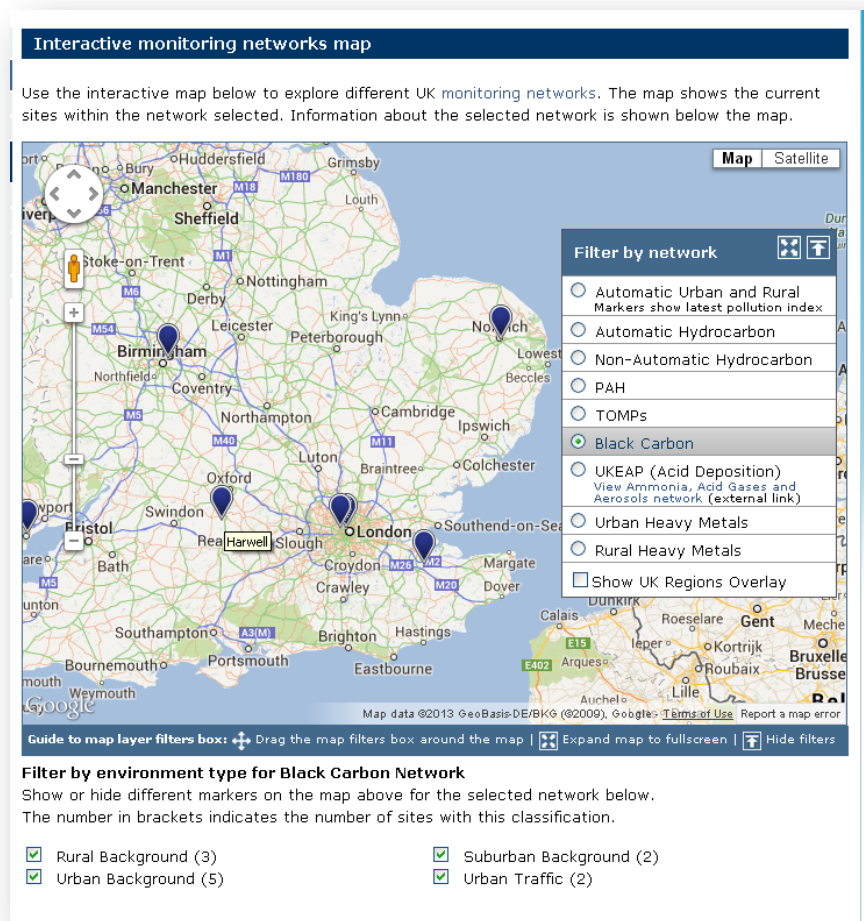 Interactive monitoring networks map
Use the interactive map below to explore different UK monitoring networks. The map shows the current
sites within the network selected. Information about the selected network is shown below the map.
Huddersfield
Bury
Grimsby
M180
Manchester
M18
Map
Satellite
Louth
Sheffield
Stoke-on-Trent
M1
Nottingham
M6
Derby
King's Lynn
M54
Leicester
Peterborough
Birmingham
Beccles
Northfield
Coventry
M5
Northampton
Cambridge
Ipswich
M40
M11
Luton
Braintree
Colchester
Oxford
Swindon
Bristol
Harwell
Slough
London
Southend-on-Sea
Bath
Croydon
M26
M2
Margate
M5
Crawley
M20
Dover
Southampton
A3(M)
Brighton
Hastings
Bournemouth
Portsmouth
Eastbourne
Weymouth
Calais
Dunkirk
Roeselare
Gent
E15
Ieper
Kortrijk
E402
Arques
Roubaix
Lille
Auchel
Filter by network
Automatic Urban and Rural
Markers show latest pollution index
Automatic Hydrocarbon
Non-Automatic Hydrocarbon
PAH
TOMPs
Black Carbon
UKEAP (Acid Deposition)
View Ammonia, Acid Gases and
Aerosols network (external link)
Urban Heavy Metals
Rural Heavy Metals
Show UK Regions Overlay
Google
Map data ©2013 GeoBasis-DE/BKG (©2009), Google - Terms of Use
Report a map error
Guide to map layer filters box: Drag the map filters box around the map | Expand map to fullscreen | Hide filters
Filter by environment type for Black Carbon Network
Show or hide different markers on the map above for the selected network below.
The number in brackets indicates the number of sites with this classification.
Rural Background (3)
Suburban Background (2)
Urban Background (5)
Urban Traffic (2)